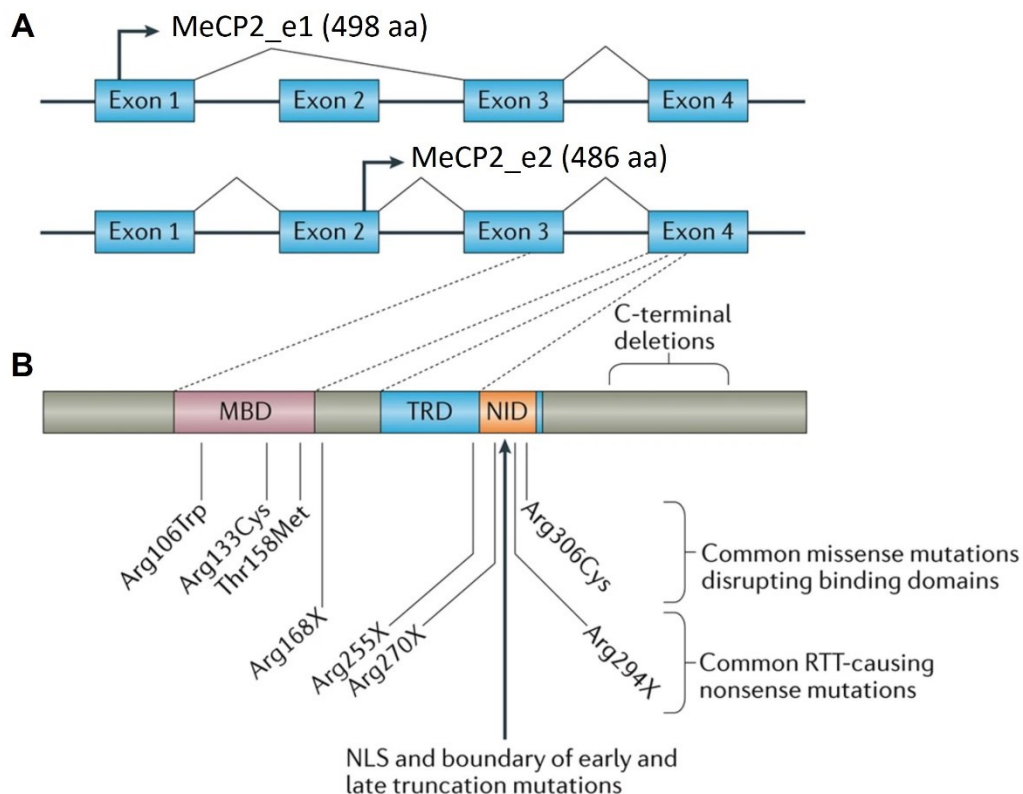 A
MeCP2_e1 (498 aa)
Exon 1
Exon 2
Exon 3
Exon 4
MeCP2_e2 (486 aa)
Exon 1
Exon 2
Exon 3
Exon 4
C-terminal
deletions
B
MBD
TRD
NID
Arg106Trp
Arg133Cys
Thr158Met
Arg168X
Arg255X
Arg270X
Arg306Cys
Arg294X
Common missense mutations
disrupting binding domains
Common RTT-causing
nonsense mutations
NLS and boundary of early and
late truncation mutations